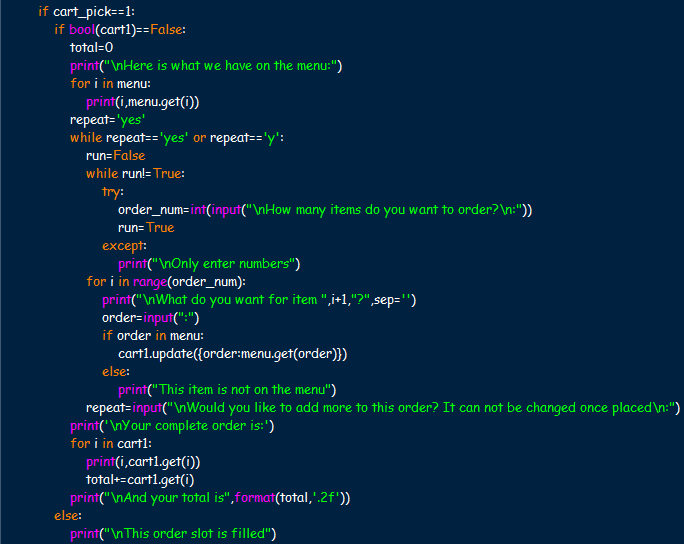 if cart_pick==1:
if bool(cart1)==False:
total=0
print("\nHere is what we have on the menu:")
for i in menu:
print(i,menu.get(i))
repeat='yes'
while repeat=='yes' or repeat=='y':
run=False
while run!=True:
try:
order_num=int(input("\nHow many items do you want to order?\n:"))
run=True
except:
print("\nOnly enter numbers")
for i in range(order_num):
print("\nWhat do you want for item ",i+1,"?",sep='')
order=input(":")
if order in menu:
cart1.update({order:menu.get(order)})
else:
print("This item is not on the menu")
repeat=input("\nWould you like to add more to this order? It can not be changed once placed\n:")
print('\nYour complete order is:')
for i in cart1:
print(i,cart1.get(i))
total+=cart1.get(i)
print("\nAnd your total is",format(total,'.2f'))
else:
print("\nThis order slot is filled")